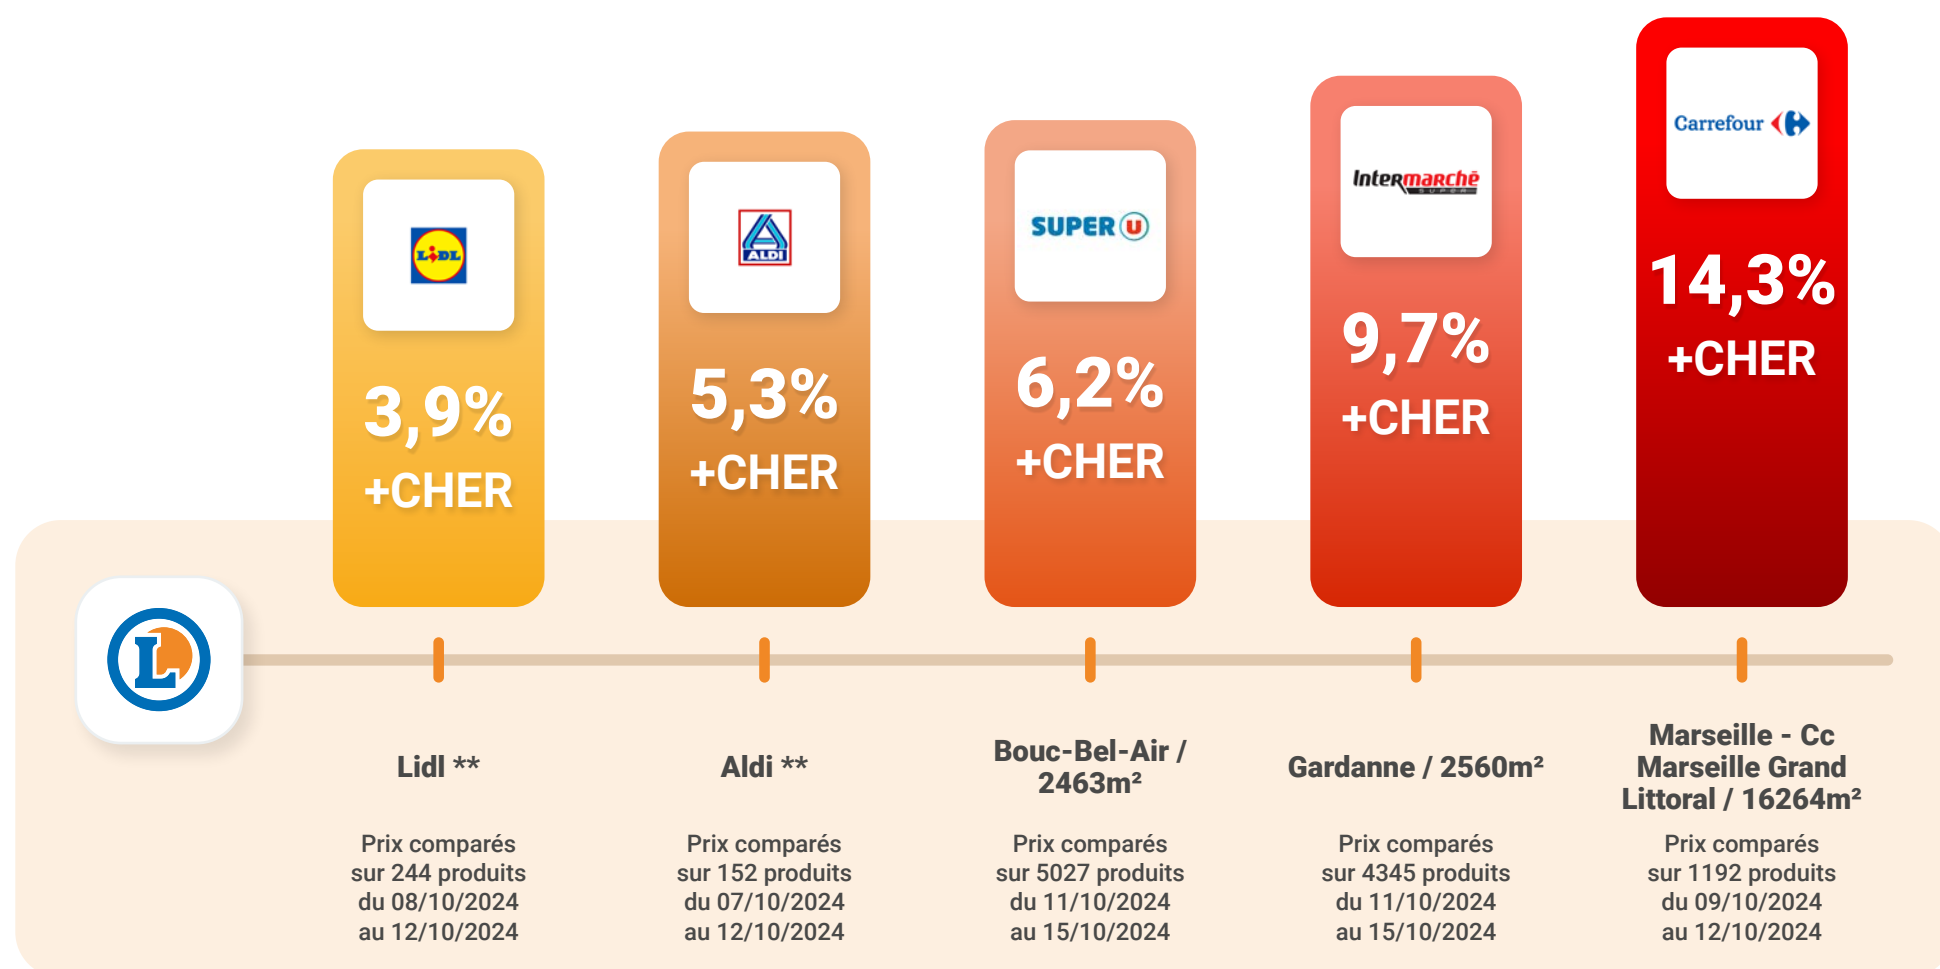 LIDL
3,9%
+CHER
ALDI
5,3%
+CHER
SUPER U
6,2%
+CHER
Intermarché
SUPER
9,7%
+CHER
Carrefour
14,3%
+CHER
L
Lidl **
Prix comparés
sur 244 produits
du 08/10/2024
au 12/10/2024
Aldi **
Prix comparés
sur 152 produits
du 07/10/2024
au 12/10/2024
Bouc-Bel-Air /
2463m²
Prix comparés
sur 5027 produits
du 11/10/2024
au 15/10/2024
Gardanne / 2560m²
Prix comparés
sur 4345 produits
du 11/10/2024
au 15/10/2024
Marseille - Cc
Marseille Grand
Littoral / 16264m²
Prix comparés
sur 1192 produits
du 09/10/2024
au 12/10/2024